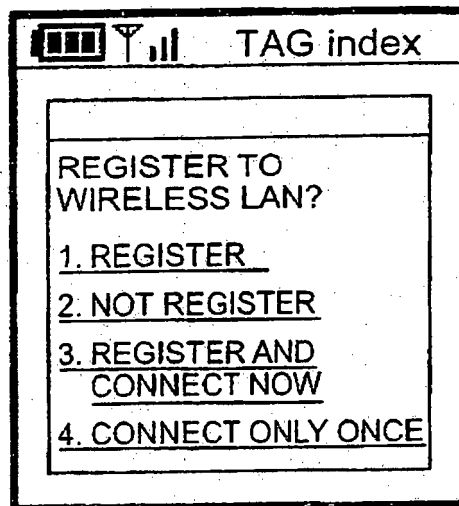 TAG index
REGISTER TO
WIRELESS LAN?
1. REGISTER
2. NOT REGISTER
3. REGISTER AND
CONNECT NOW
4. CONNECT ONLY ONCE